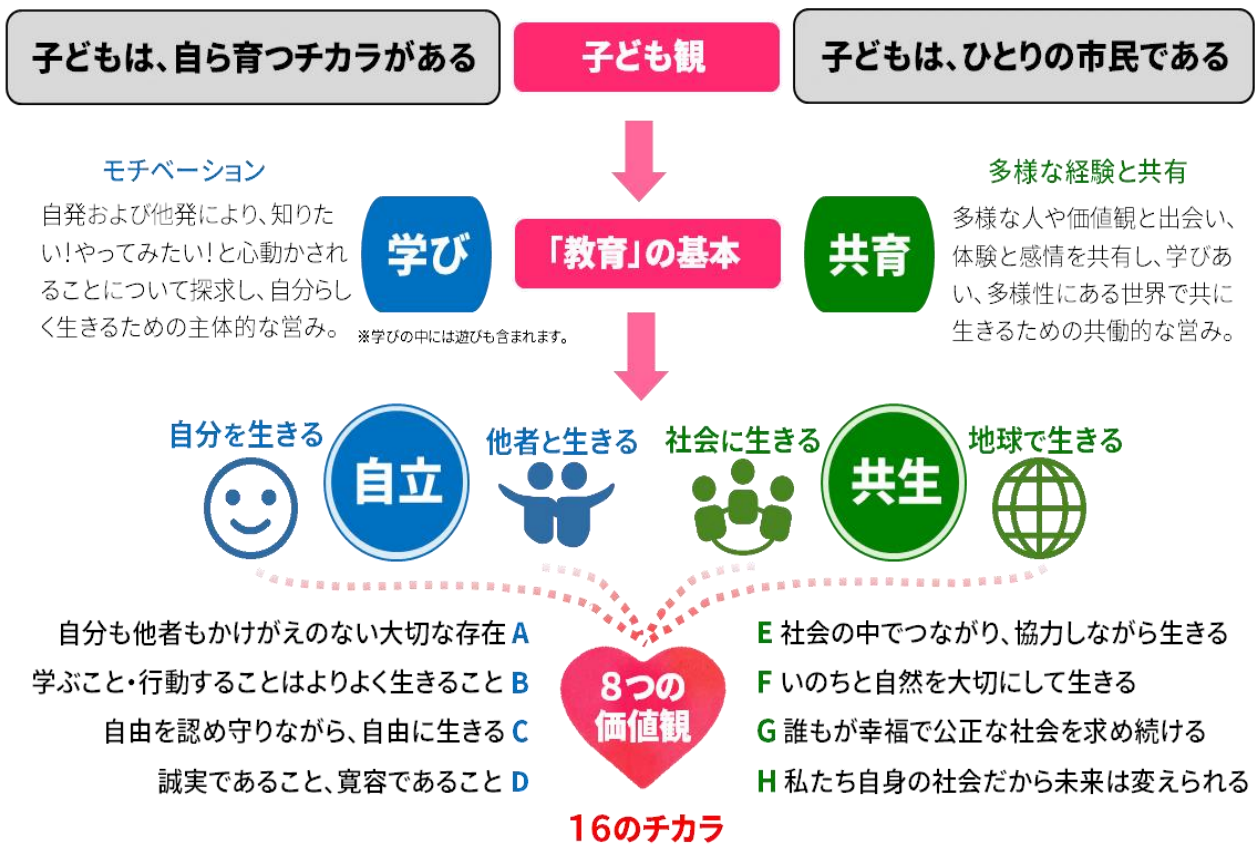 子どもは、自ら育つチカラがある
子ども観
子どもは、ひとりの市民である
モチベーション
自発および他発により、知りた
い！やってみたい！と心動かされ
ることについて探求し、自分らし
く生きるための主体的な営み。
学び
※学びの中には遊びも含まれます。
「教育」の基本
共育
多様な経験と共有
多様な人や価値観と出会い、
体験と感情を共有し、学びあ
い、多様性にある世界で共に
生きるための共働的な営み。
自分を生きる
自立
他者と生きる
社会に生きる
共生
地球で生きる
自分も他者もかけがえのない大切な存在 A
学ぶこと・行動することはよりよく生きること B
自由を認め守りながら、自由に生きる C
誠実であること、寛容であること D
8つの
価値観
E 社会の中でつながり、協力しながら生きる
F いのちと自然を大切にして生きる
G 誰もが幸福で公正な社会を求め続ける
H 私たち自身の社会だから未来は変えられる
16のチカラ